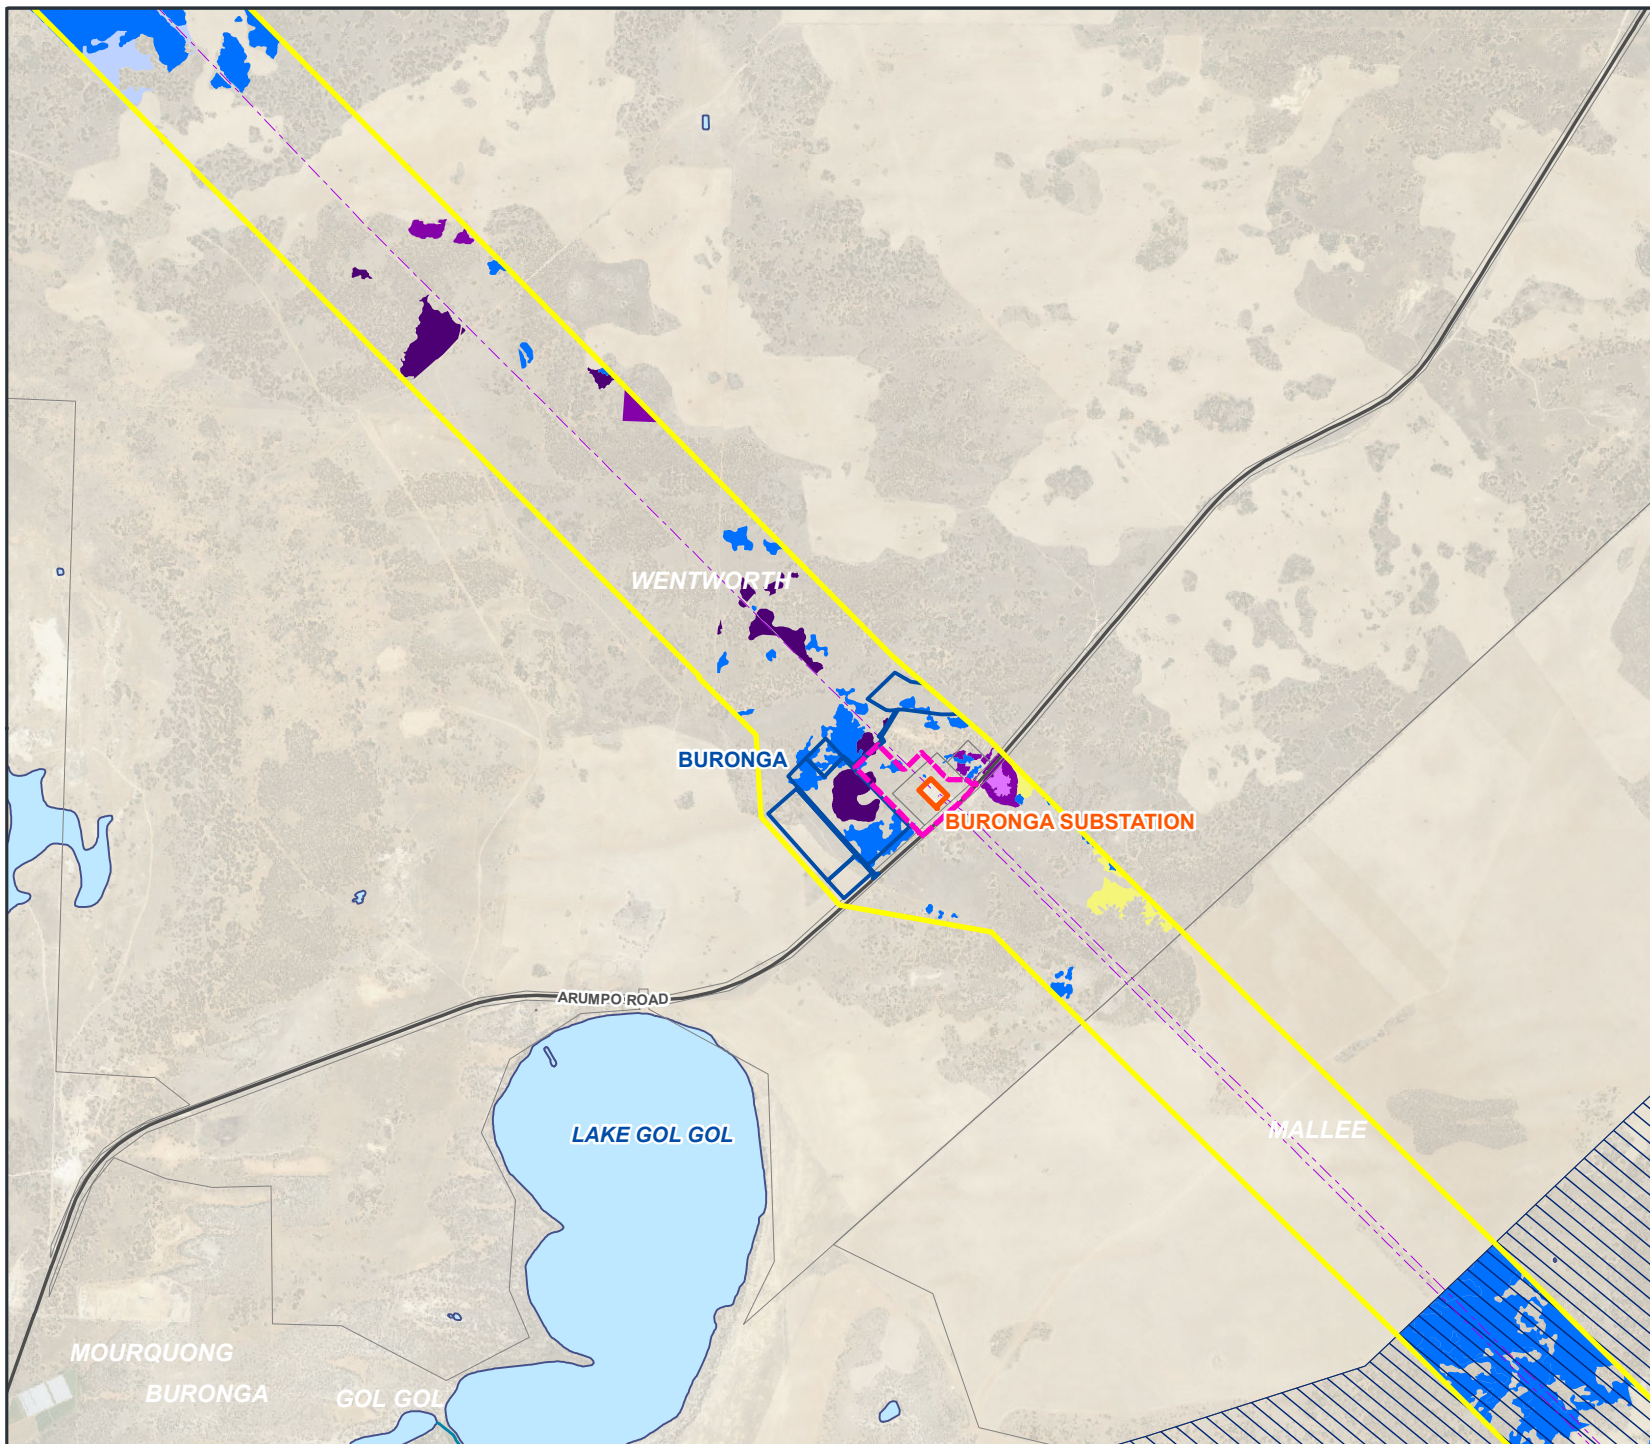 WENTWORTH
BURONGA
BURONGA SUBSTATION
ARUMPO ROAD
LAKE GOL GOL
MALLEE
MOURQUONG
BURONGA
GOL GOL